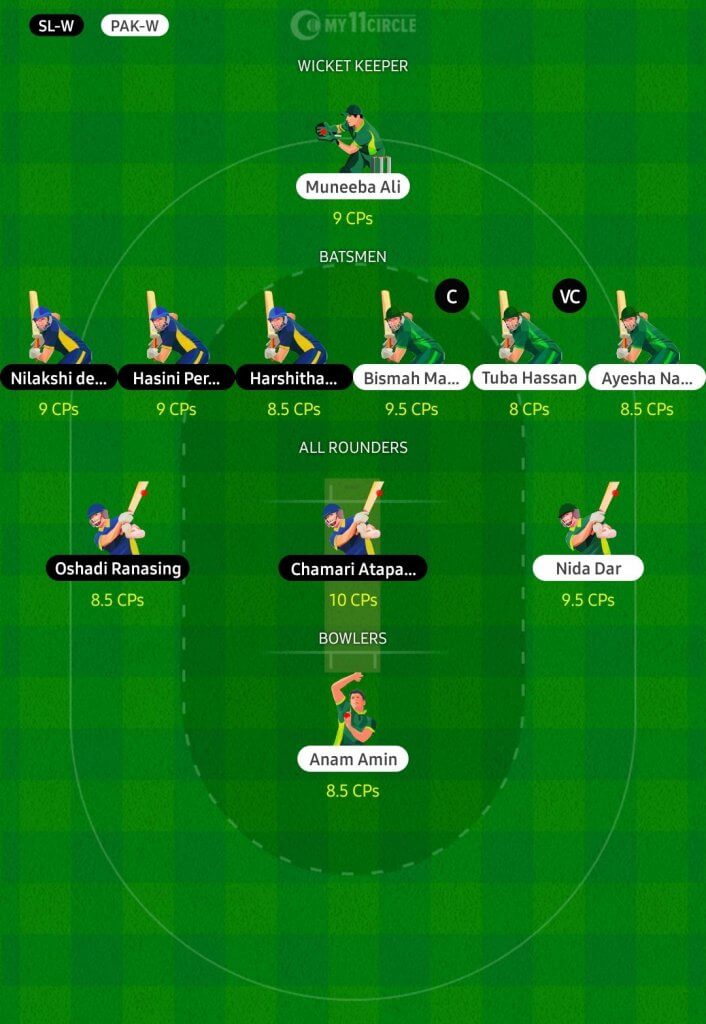 SL-W PAK-W
MY11CIRCLE
WICKET KEEPER
Muneeba Ali
9 CPs
BATSMEN
C VC
Nilakshi de... Hasini Per... Harshitha... Bismah Ma... Tuba Hassan Ayesha Na...
9 CPs 9 CPs 8.5 CPs 9.5 CPs 8 CPs 8.5 CPs
ALL ROUNDERS
Oshadi Ranasing Chamari Atapa... Nida Dar
8.5 CPs 10 CPs 9.5 CPs
BOWLERS
Anam Amin
8.5 CPs